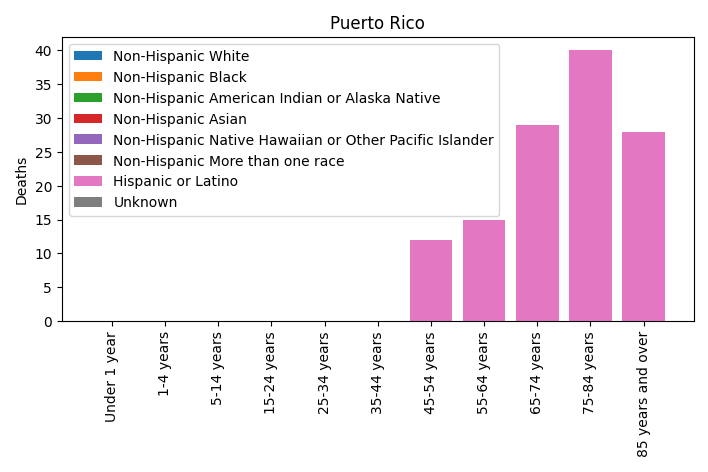 Puerto Rico
Deaths
40
35
30
25
20
15
10
5
0
Non-Hispanic White
Non-Hispanic Black
Non-Hispanic American Indian or Alaska Native
Non-Hispanic Asian
Non-Hispanic Native Hawaiian or Other Pacific Islander
Non-Hispanic More than one race
Hispanic or Latino
Unknown
Under 1 year
1-4 years
5-14 years
15-24 years
25-34 years
35-44 years
45-54 years
55-64 years
65-74 years
75-84 years
85 years and over